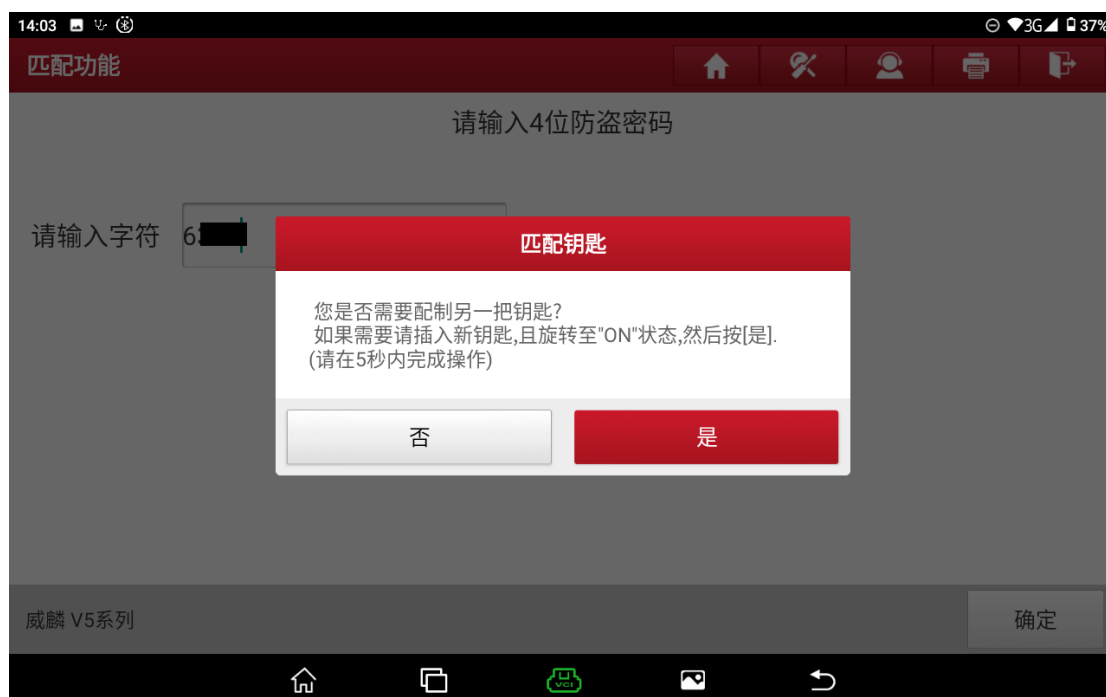 14:03
3G
37%
匹配功能
请输入4位防盗密码
请输入字符
匹配钥匙
您是否需要配制另一把钥匙?
如果需要请插入新钥匙,且旋转至"ON"状态,然后按[是].
(请在5秒内完成操作)
否
是
威麟 V5系列
确定
VCI